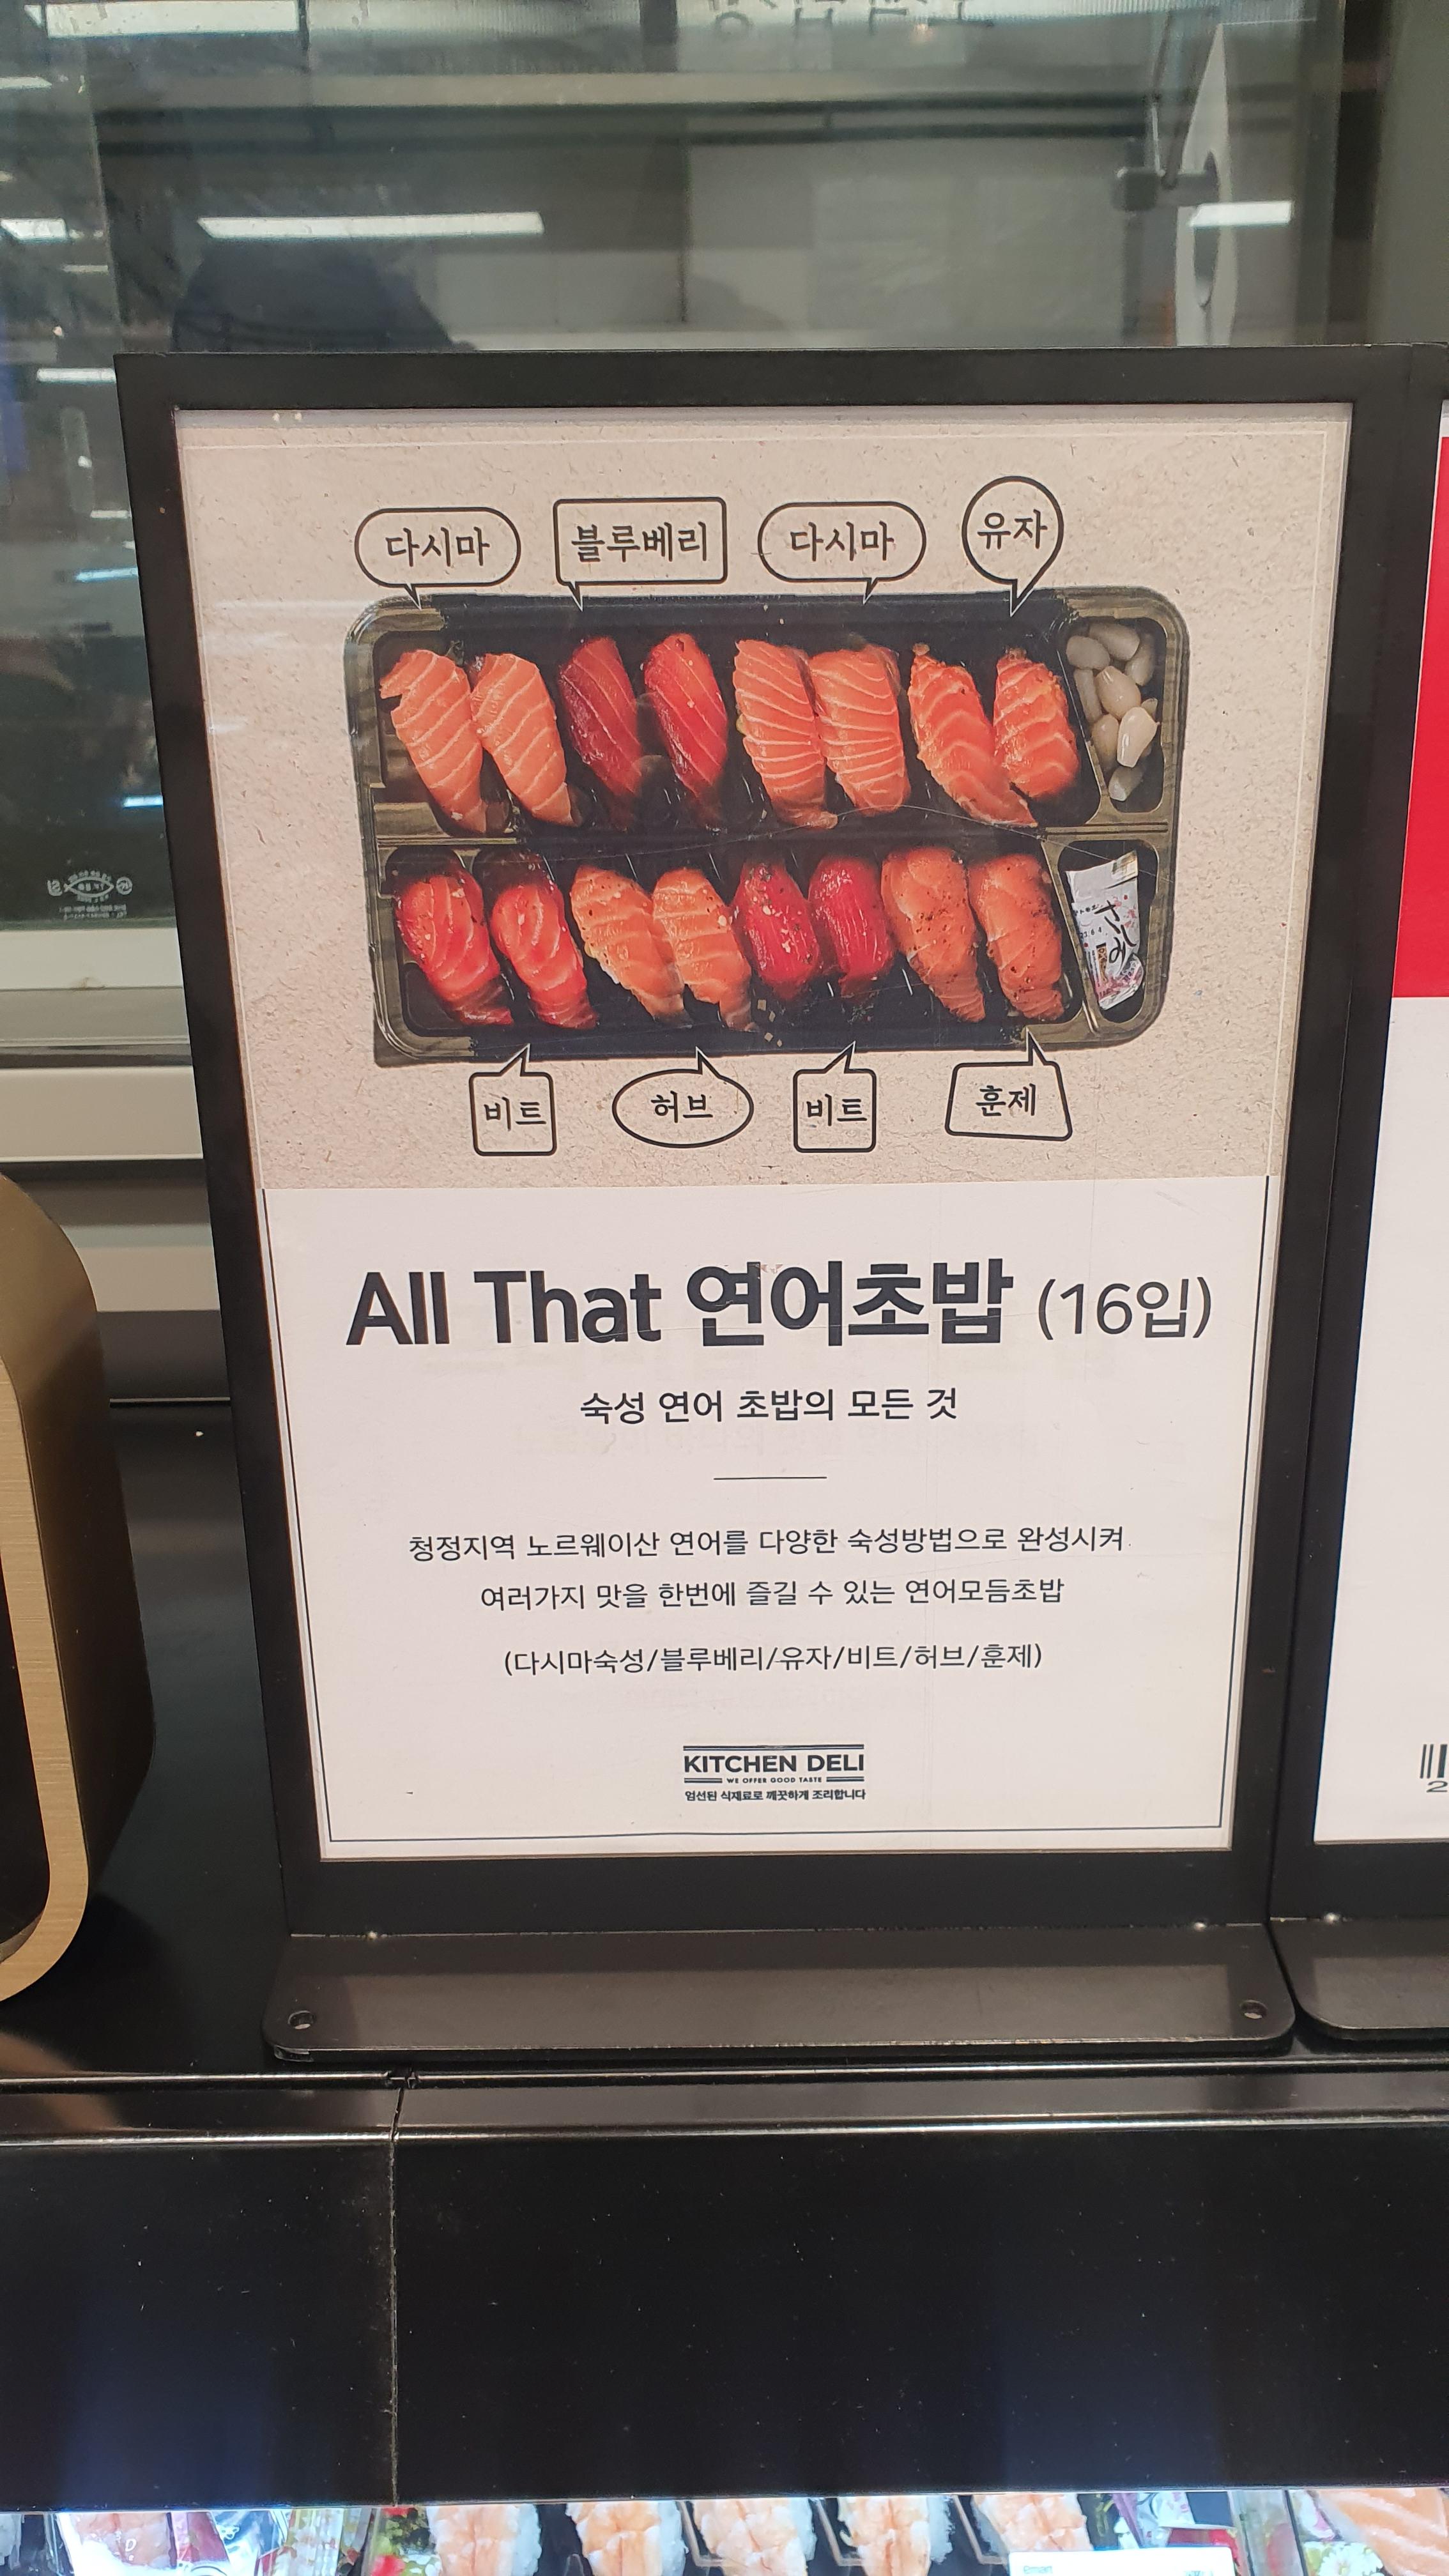 다시마
블루베리
다시마
유자
비트
허브
비트
훈제
All That 연어초밥 (16입)
숙성 연어 초밥의 모든 것
청정지역 노르웨이산 연어를 다양한 숙성방법으로 완성시켜
여러가지 맛을 한번에 즐길 수 있는 연어모듬초밥
(다시마숙성/블루베리/유자/비트/허브/훈제)
KITCHEN DELI
WE OFFER GOOD TASTE
엄선된 식재료로 깨끗하게 조리합니다